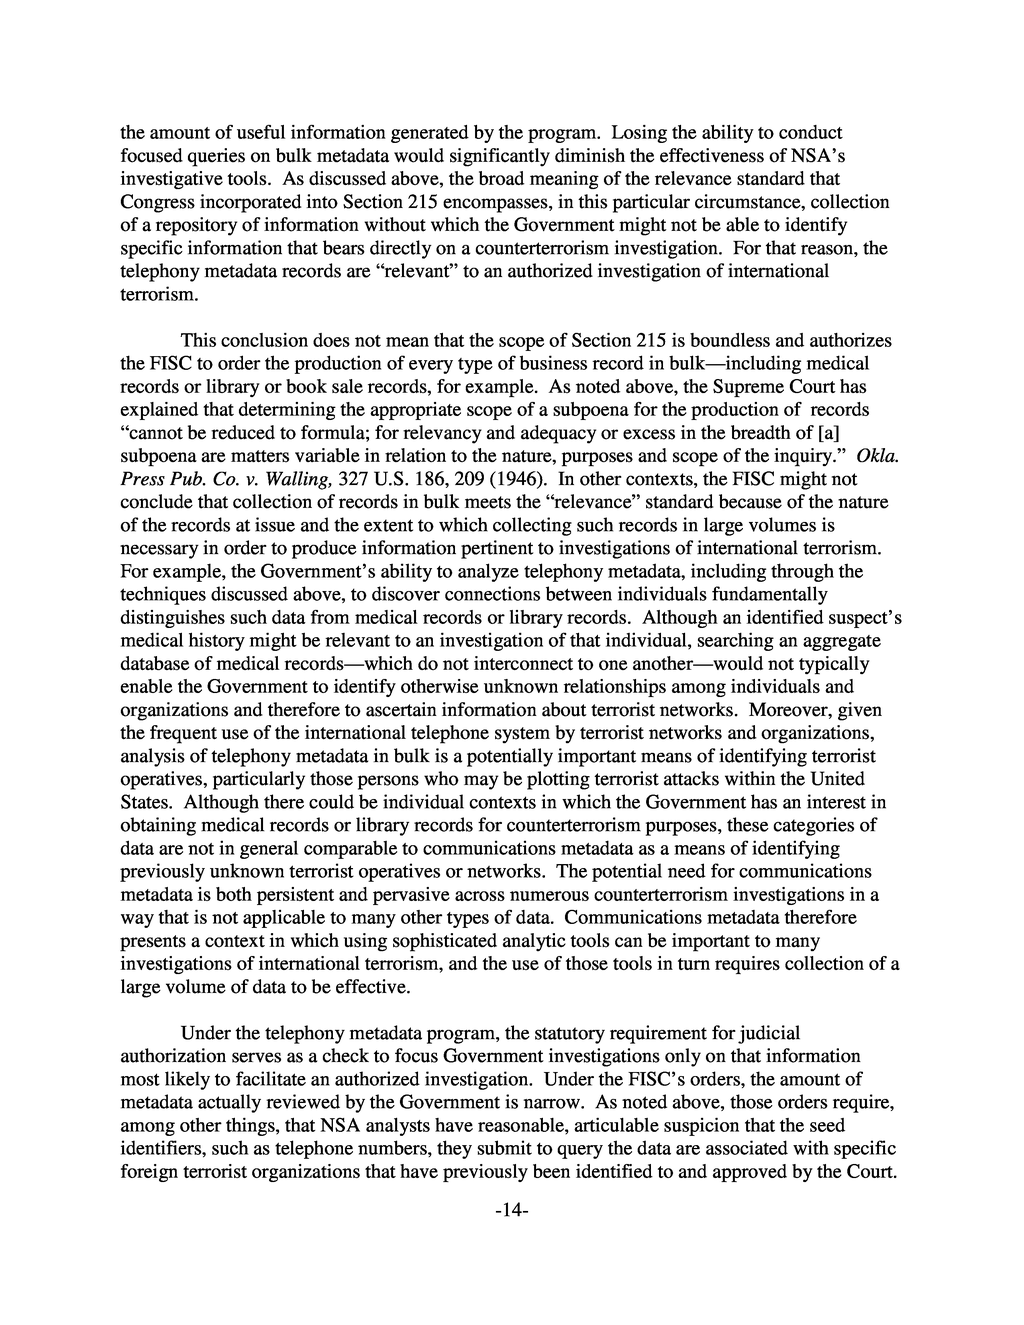 the amount of useful information generated by the program.  Losing the ability to conduct
focused queries on bulk metadata would significantly diminish the effectiveness of NSA’s
investigative tools.  As discussed above, the broad meaning of the relevance standard that
Congress incorporated into Section 215 encompasses, in this particular circumstance, collection
of a repository of information without which the Government might not be able to identify
specific information that bears directly on a counterterrorism investigation.  For that reason, the
telephony metadata records are “relevant” to an authorized investigation of international
terrorism.
This conclusion does not mean that the scope of Section 215 is boundless and authorizes
the FISC to order the production of every type of business record in bulk—including medical
records or library or book sale records, for example.  As noted above, the Supreme Court has
explained that determining the appropriate scope of a subpoena for the production of  records
“cannot be reduced to formula; for relevancy and adequacy or excess in the breadth of [a]
subpoena are matters variable in relation to the nature, purposes and scope of the inquiry.”  Okla.
Press Pub. Co. v. Walling, 327 U.S. 186, 209 (1946).  In other contexts, the FISC might not
conclude that collection of records in bulk meets the “relevance” standard because of the nature
of the records at issue and the extent to which collecting such records in large volumes is
necessary in order to produce information pertinent to investigations of international terrorism.
For example, the Government’s ability to analyze telephony metadata, including through the
techniques discussed above, to discover connections between individuals fundamentally
distinguishes such data from medical records or library records.  Although an identified suspect’s
medical history might be relevant to an investigation of that individual, searching an aggregate
database of medical records—which do not interconnect to one another—would not typically
enable the Government to identify otherwise unknown relationships among individuals and
organizations and therefore to ascertain information about terrorist networks.  Moreover, given
the frequent use of the international telephone system by terrorist networks and organizations,
analysis of telephony metadata in bulk is a potentially important means of identifying terrorist
operatives, particularly those persons who may be plotting terrorist attacks within the United
States.  Although there could be individual contexts in which the Government has an interest in
obtaining medical records or library records for counterterrorism purposes, these categories of
data are not in general comparable to communications metadata as a means of identifying
previously unknown terrorist operatives or networks.  The potential need for communications
metadata is both persistent and pervasive across numerous counterterrorism investigations in a
way that is not applicable to many other types of data.  Communications metadata therefore
presents a context in which using sophisticated analytic tools can be important to many
investigations of international terrorism, and the use of those tools in turn requires collection of a
large volume of data to be effective.
Under the telephony metadata program, the statutory requirement for judicial
authorization serves as a check to focus Government investigations only on that information
most likely to facilitate an authorized investigation.  Under the FISC’s orders, the amount of
metadata actually reviewed by the Government is narrow.  As noted above, those orders require,
among other things, that NSA analysts have reasonable, articulable suspicion that the seed
identifiers, such as telephone numbers, they submit to query the data are associated with specific
foreign terrorist organizations that have previously been identified to and approved by the Court.
-14-